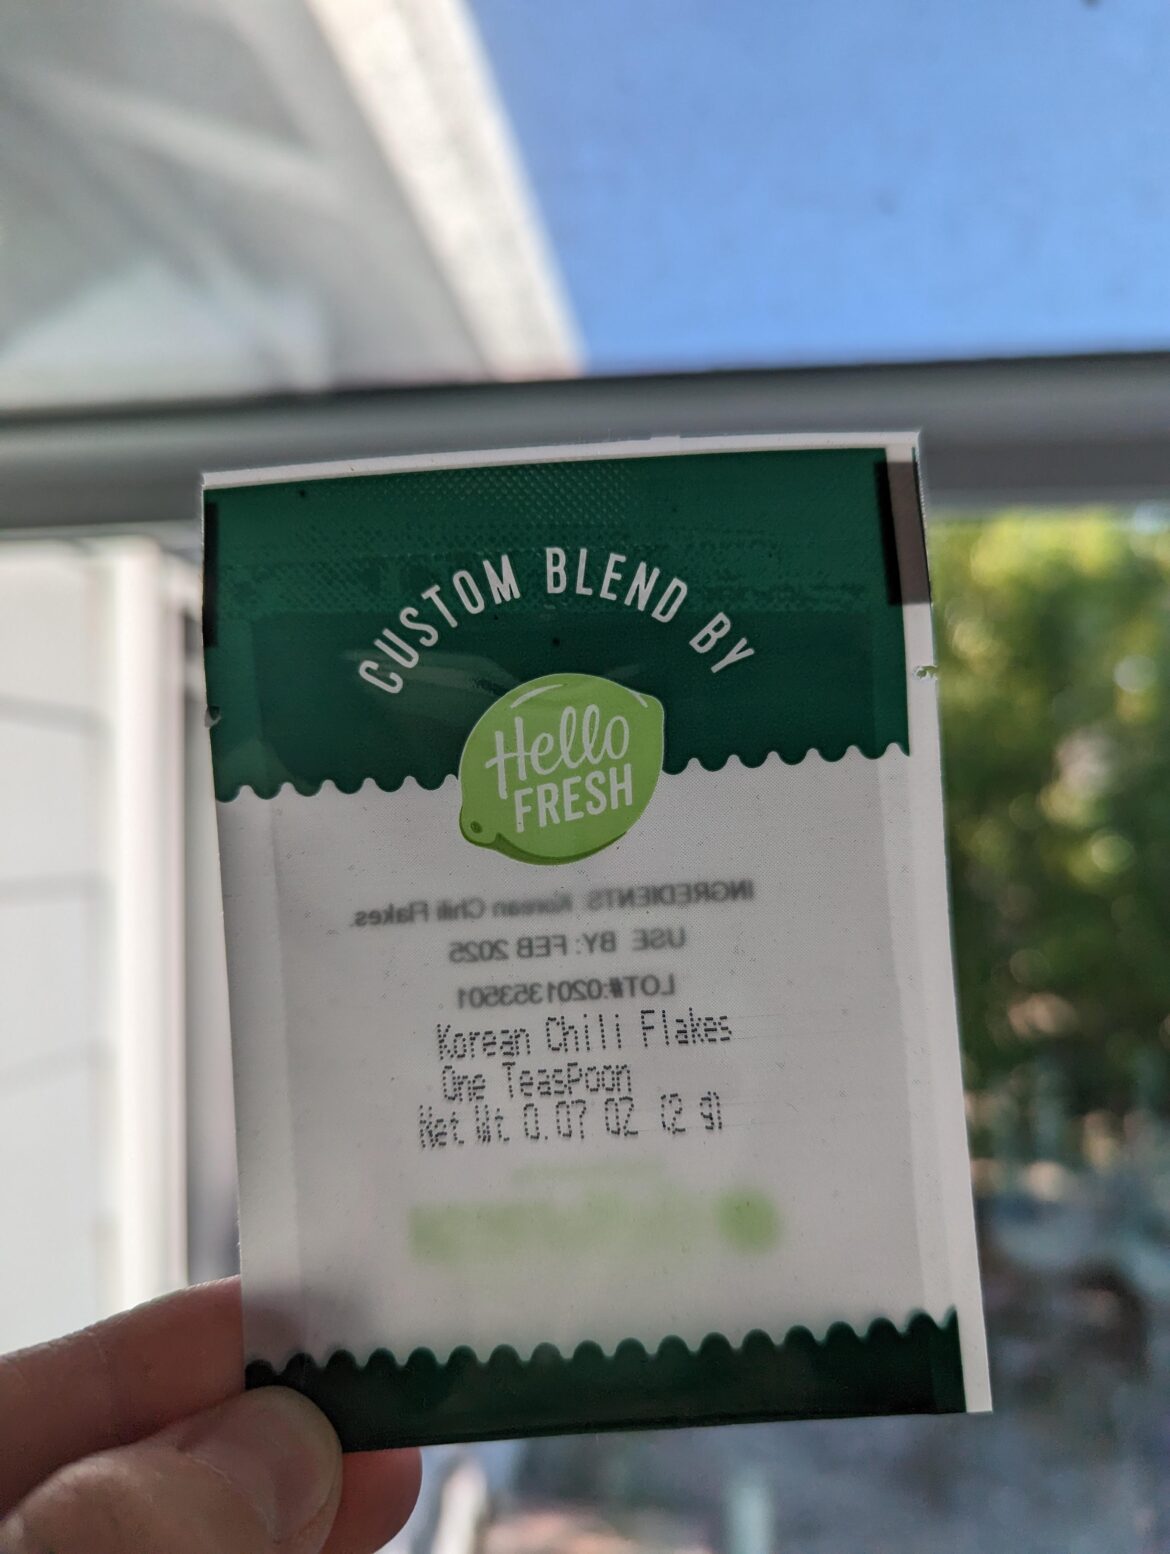 CUSTOM BLEND BY
Hello
FRESH
INGREDIENTS: Korean Chili Flakes.
USE BY: FEB 2025
LOT#:0201353501
Korean Chili Flakes
One TeasPoon
Net Wt 0.07 OZ (2 g)